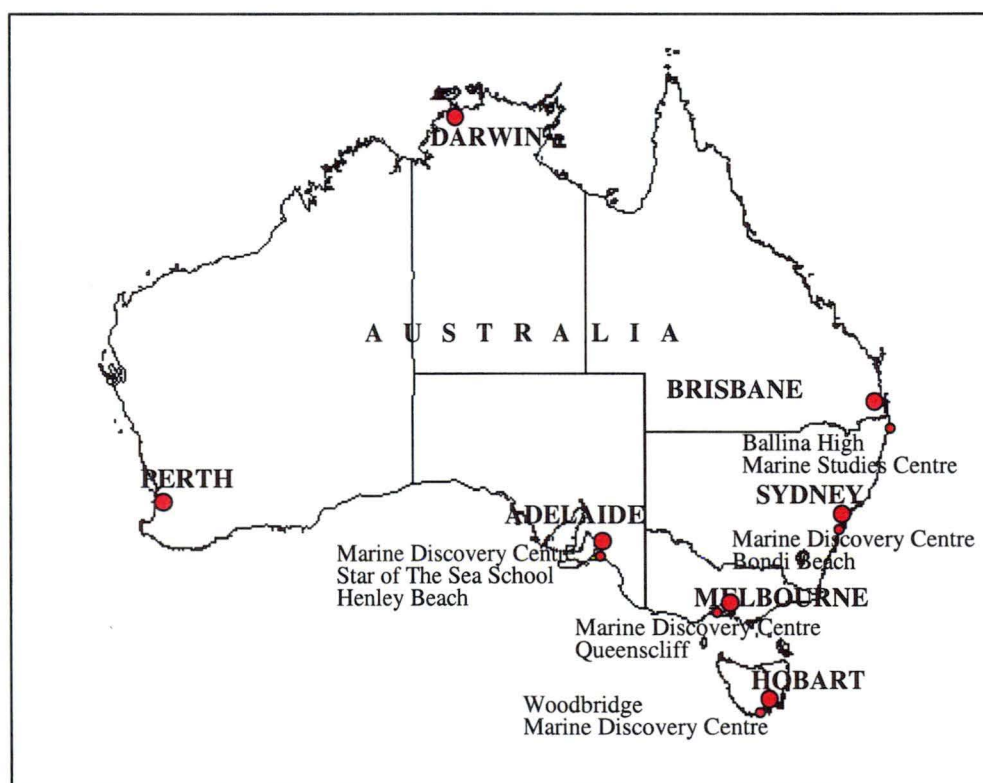 DARWIN
A U S T R A L I A
BRISBANE
Ballina High
Marine Studies Centre
PERTH
SYDNEY
ADELAIDE
Marine Discovery Centre
Bondi Beach
Marine Discovery Centre
Star of The Sea School
Henley Beach
MELBOURNE
Marine Discovery Centre
Queenscliff
HOBART
Woodbridge
Marine Discovery Centre